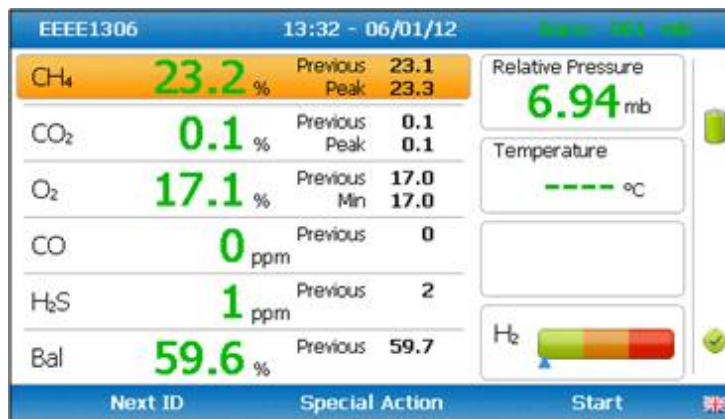 EEEE1306 13:32 - 06/01/12
CH₄ 23.2 % Previous 23.1
Peak 23.3
CO₂ 0.1 % Previous 0.1
Peak 0.1
O₂ 17.1 % Previous 17.0
Min 17.0
CO 0 ppm Previous 0
H₂S 1 ppm Previous 2
Bal 59.6 % Previous 59.7
Relative Pressure
6.94 mb
Temperature
---- ºC
H₂
Next ID Special Action Start